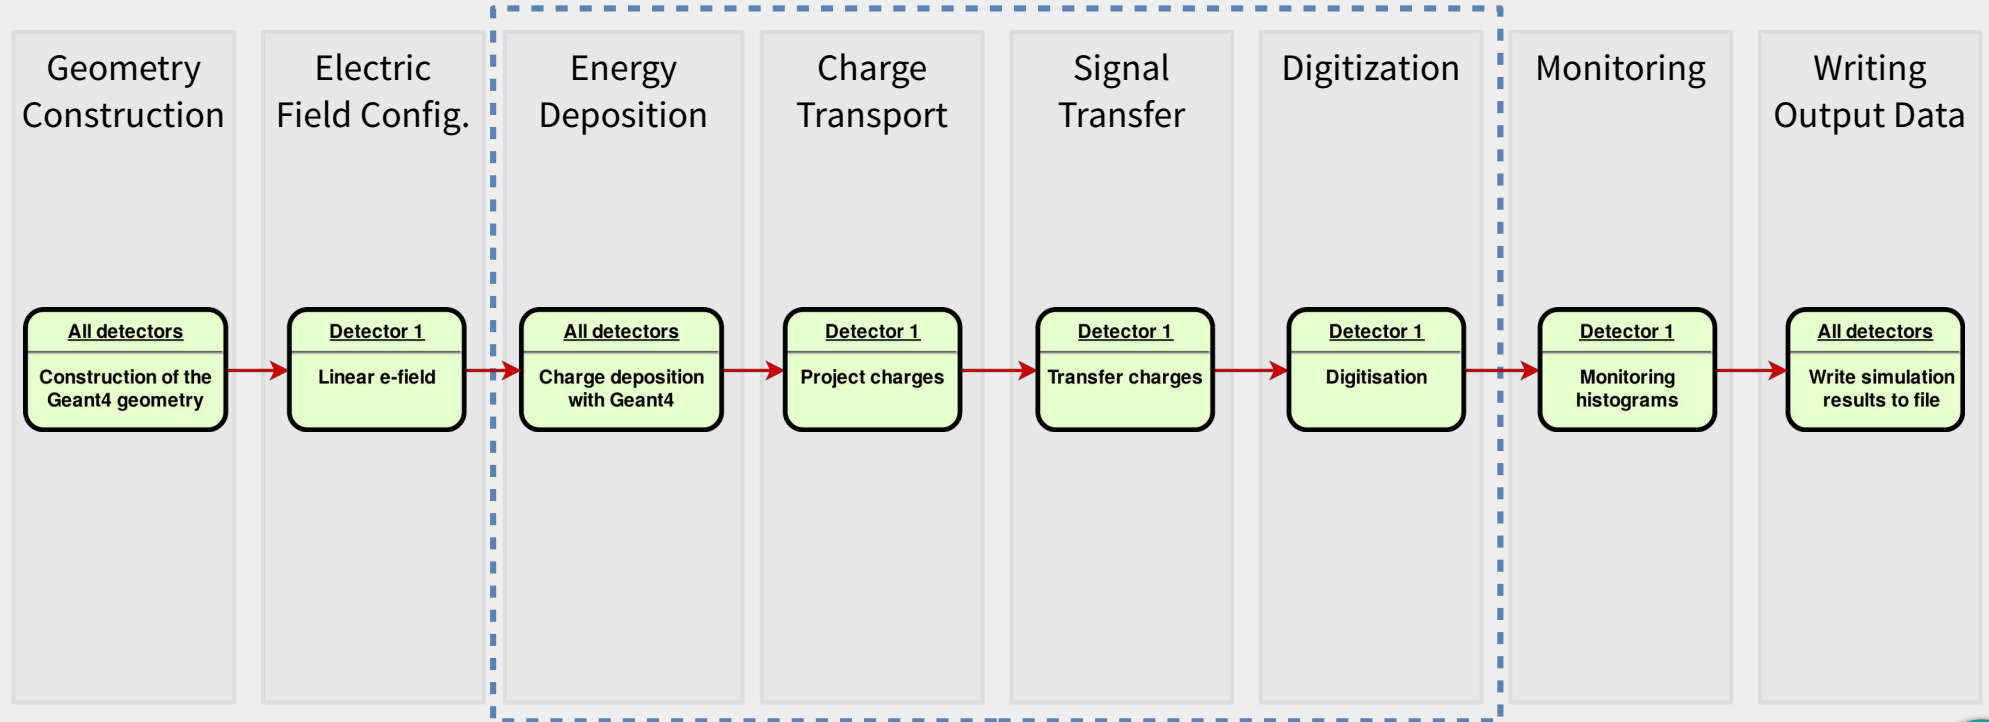 Geometry
Construction
Electric
Field Config.
Energy
Deposition
Charge
Transport
Signal
Transfer
Digitization
Monitoring
Writing
Output Data
All detectors
Construction of the
Geant4 geometry
Detector 1
Linear e-field
All detectors
Charge deposition
with Geant4
Detector 1
Project charges
Detector 1
Transfer charges
Detector 1
Digitisation
Detector 1
Monitoring
histograms
All detectors
Write simulation
results to file